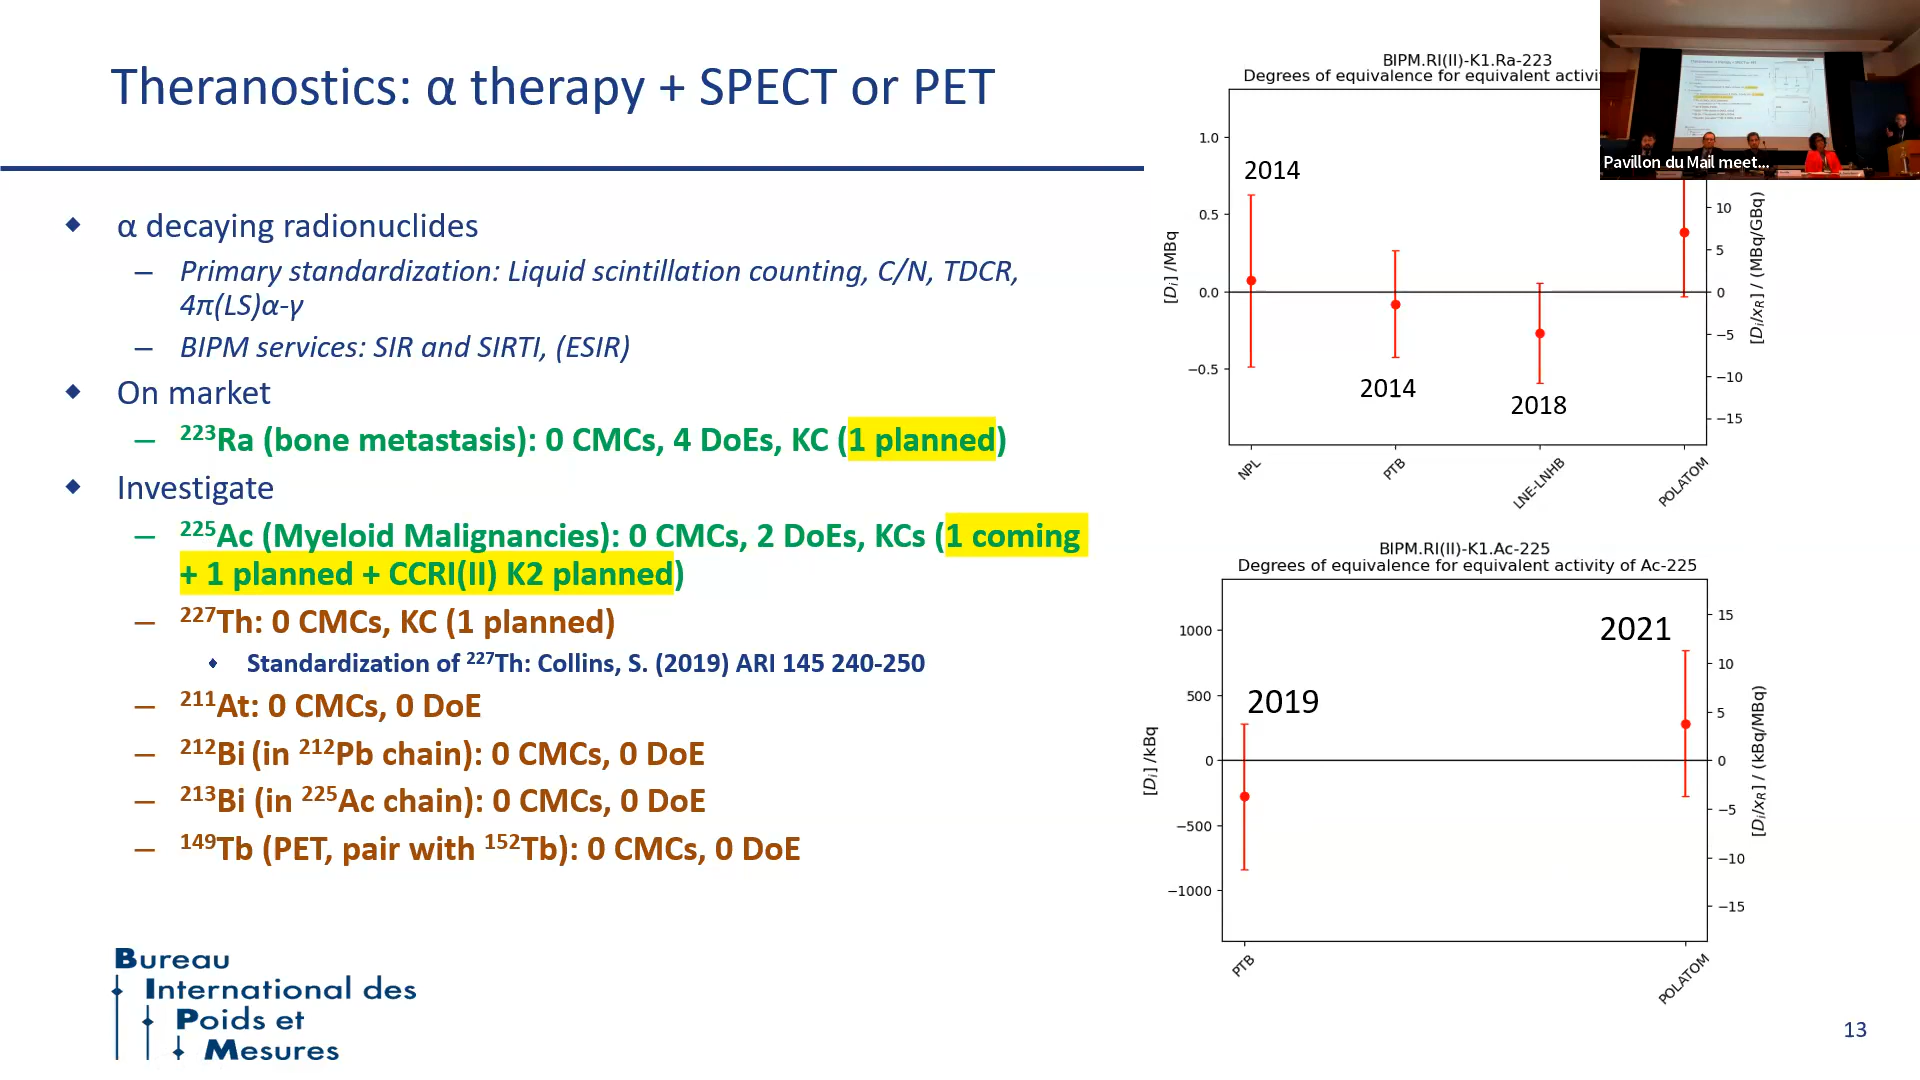 Theranostics: α therapy + SPECT or PET
◆ α decaying radionuclides
– Primary standardization: Liquid scintillation counting, C/N, TDCR,
4π(LS)α-γ
– BIPM services: SIR and SIRTI, (ESIR)
◆ On market
– ²²³Ra (bone metastasis): 0 CMCs, 4 DoEs, KC (1 planned)
◆ Investigate
– ²²⁵Ac (Myeloid Malignancies): 0 CMCs, 2 DoEs, KCs (1 coming
+ 1 planned + CCRI(II) K2 planned)
– ²²⁷Th: 0 CMCs, KC (1 planned)
♦ Standardization of ²²⁷Th: Collins, S. (2019) ARI 145 240-250
– ²¹¹At: 0 CMCs, 0 DoE
– ²¹²Bi (in ²¹²Pb chain): 0 CMCs, 0 DoE
– ²¹³Bi (in ²²⁵Ac chain): 0 CMCs, 0 DoE
– ¹⁴⁹Tb (PET, pair with ¹⁵²Tb): 0 CMCs, 0 DoE
Bureau
International des
Poids et
Mesures
BIPM.RI(II)-K1.Ra-223
Degrees of equivalence for equivalent
[Dᵢ] /MBq
1.0
0.5
0.0
−0.5
2014
2014
2018
10
5
0
−5
−10
−15
[Dᵢ/x_R] / (MBq/GBq)
NPL
PTB
LNE-LNHB
POLATOM
Pavillon du Mail meet...
BIPM.RI(II)-K1.Ac-225
Degrees of equivalence for equivalent activity of Ac-225
[Dᵢ] /kBq
1000
500
0
−500
−1000
2019
2021
15
10
5
0
−5
−10
−15
[Dᵢ/x_R] / (kBq/MBq)
PTB
POLATOM
13